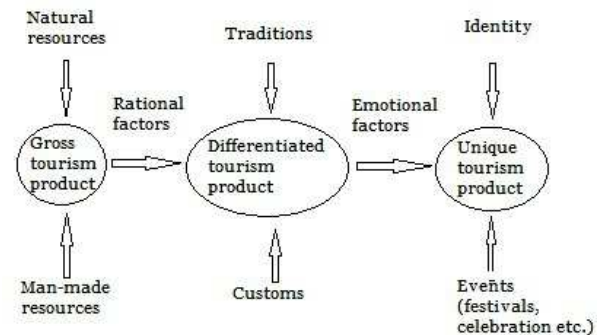 Natural
resources
Traditions
Identity
Rational
factors
Emotional
factors
Gross
tourism
product
Differentiated
tourism
product
Unique
tourism
product
Man-made
resources
Customs
Events
(festivals,
celebration etc.)